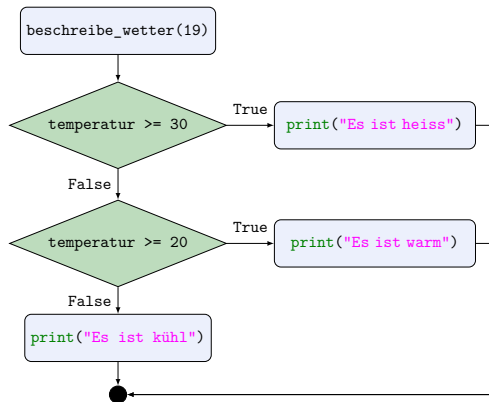 beschreibe_wetter(19)
temperatur >= 30
True
print("Es ist heiss")
False
temperatur >= 20
True
print("Es ist warm")
False
print("Es ist kühl")